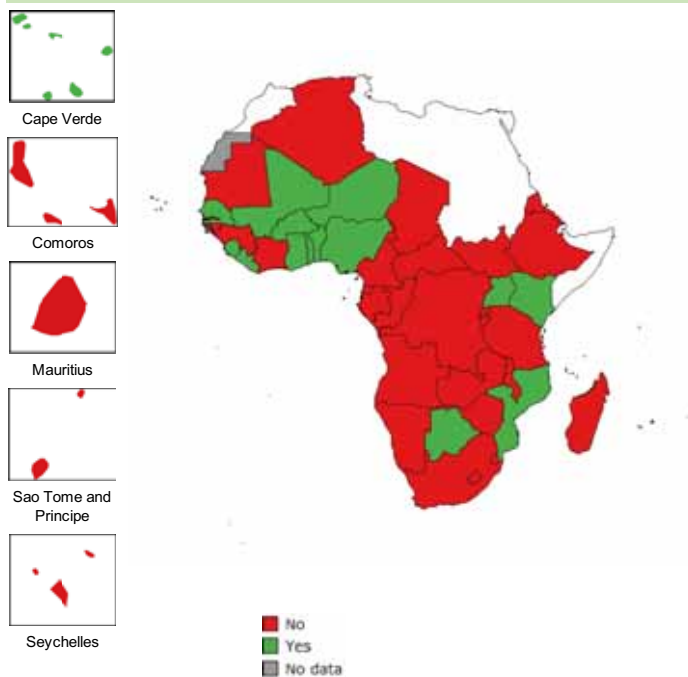 Cape Verde
Comoros
Mauritius
Sao Tome and
Principe
Seychelles
No
Yes
No data